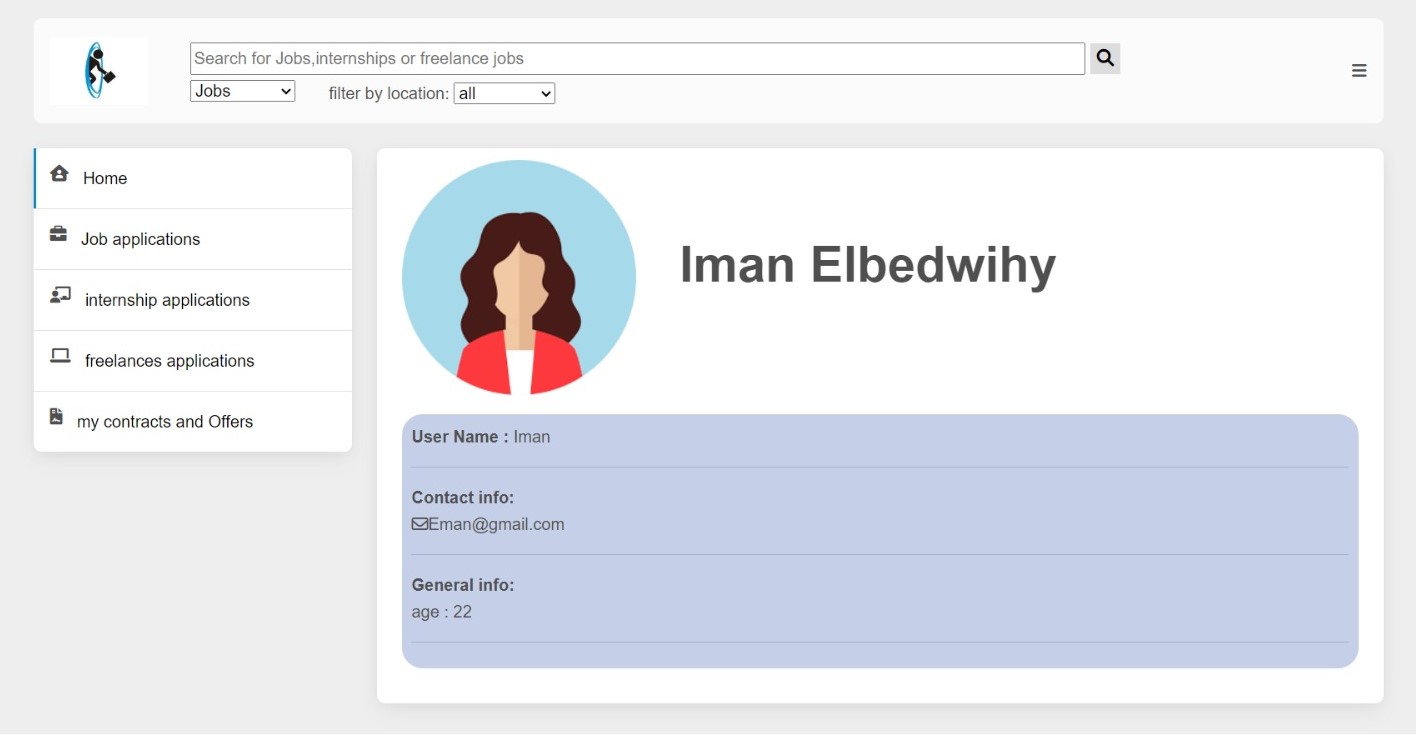 Search for Jobs,internships or freelance jobs
Jobs
filter by location: all
Home
Job applications
internship applications
freelances applications
my contracts and Offers
Iman Elbedwihy
User Name : Iman
Contact info:
Eman@gmail.com
General info:
age : 22